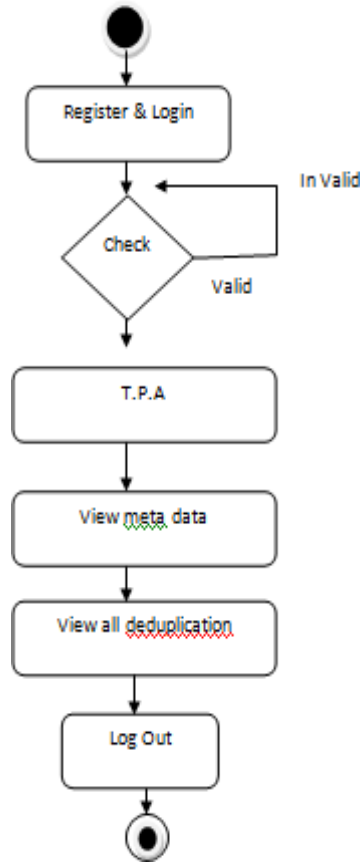 Register & Login
In Valid
Check
Valid
T.P.A
View meta data
View all deduplication
Log Out